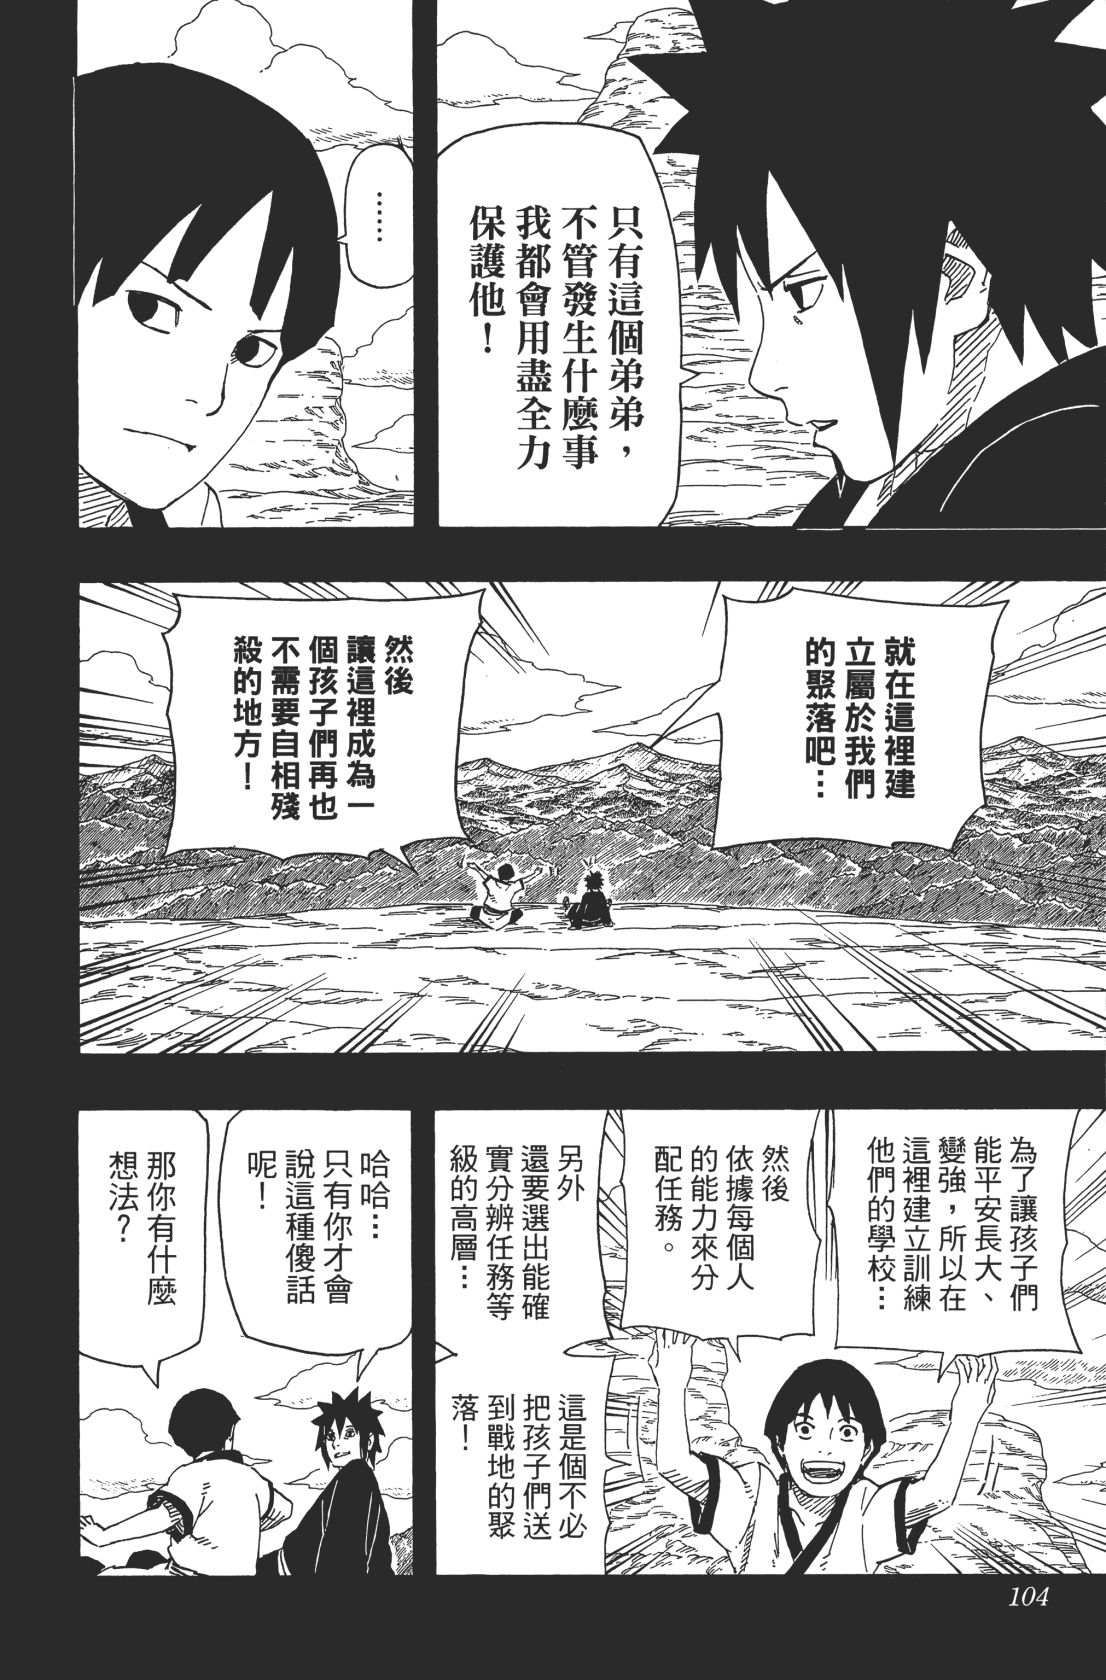 只有這個弟弟，
不管發生什麼事
我都會用盡全力
保護他！
……
就在這裡建
立屬於我們
的聚落吧…
然後
讓這裡成為一
個孩子們再也
不需要自相殘
殺的地方！
為了讓孩子們
能平安長大、
變強，所以在
這裡建立訓練
他們的學校…
然後
依據每個人
的能力來分
配任務。
另外
還要選出能確
實分辨任務等
級的高層…
這是個不必
把孩子們送
到戰地的聚
落！
哈哈…
只有你才會
說這種傻話
呢！
那你有什麼
想法？
104